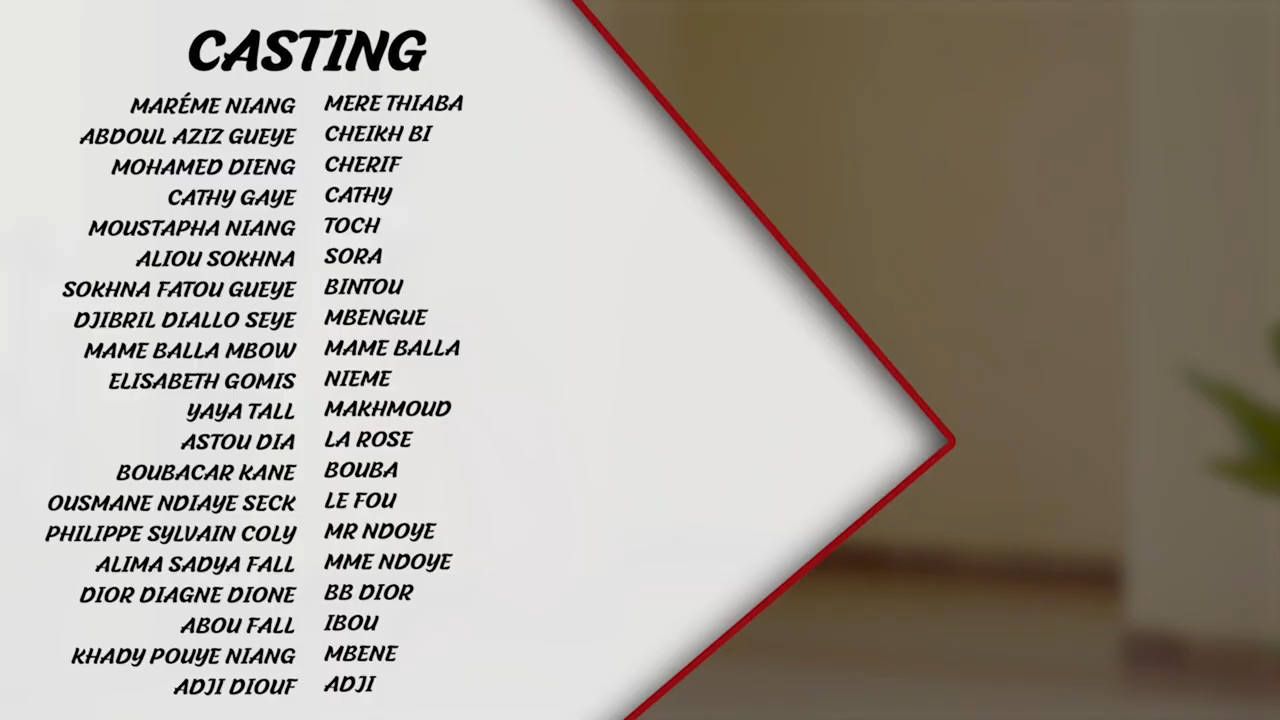 CASTING
MARÉME NIANG MERE THIABA
ABDOUL AZIZ GUEYE CHEIKH BI
MOHAMED DIENG CHERIF
CATHY GAYE CATHY
MOUSTAPHA NIANG TOCH
ALIOU SOKHNA SORA
SOKHNA FATOU GUEYE BINTOU
DJIBRIL DIALLO SEYE MBENGUE
MAME BALLA MBOW MAME BALLA
ELISABETH GOMIS NIEME
YAYA TALL MAKHMOUD
ASTOU DIA LA ROSE
BOUBACAR KANE BOUBA
OUSMANE NDIAYE SECK LE FOU
PHILIPPE SYLVAIN COLY MR NDOYE
ALIMA SADYA FALL MME NDOYE
DIOR DIAGNE DIONE BB DIOR
ABOU FALL IBOU
KHADY POUYE NIANG MBENE
ADJI DIOUF ADJI